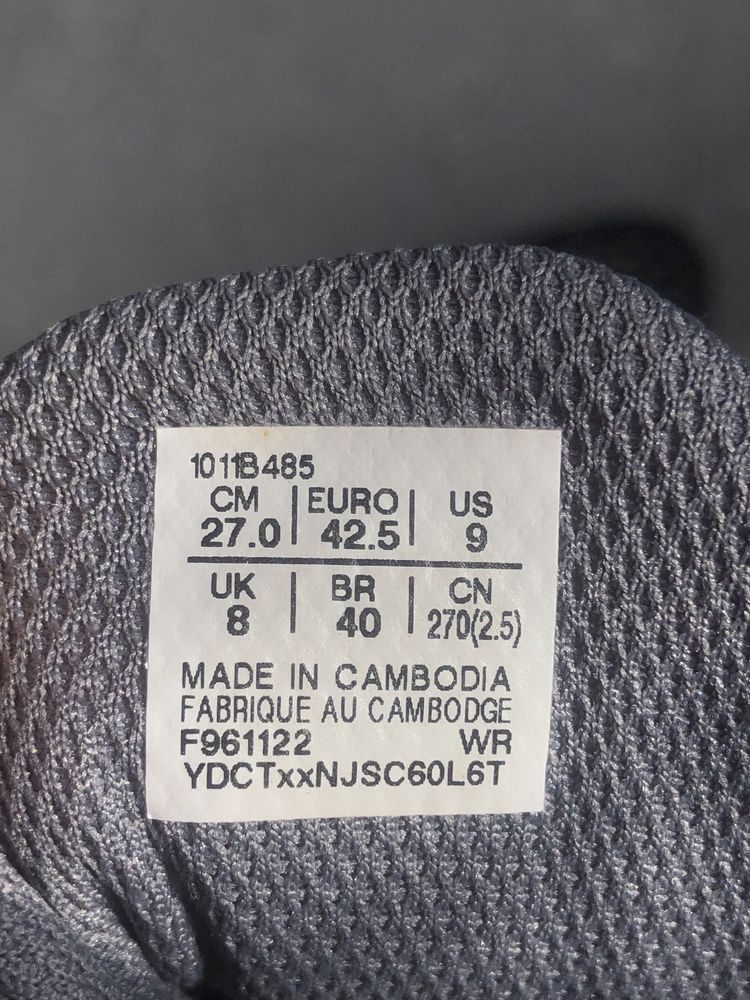 1011B485
CM | EURO | US
27.0 | 42.5 | 9
UK | BR | CN
8 | 40 | 270(2.5)
MADE IN CAMBODIA
FABRIQUE AU CAMBODGE
F961122 WR
YDCTxxNJSC60L6T